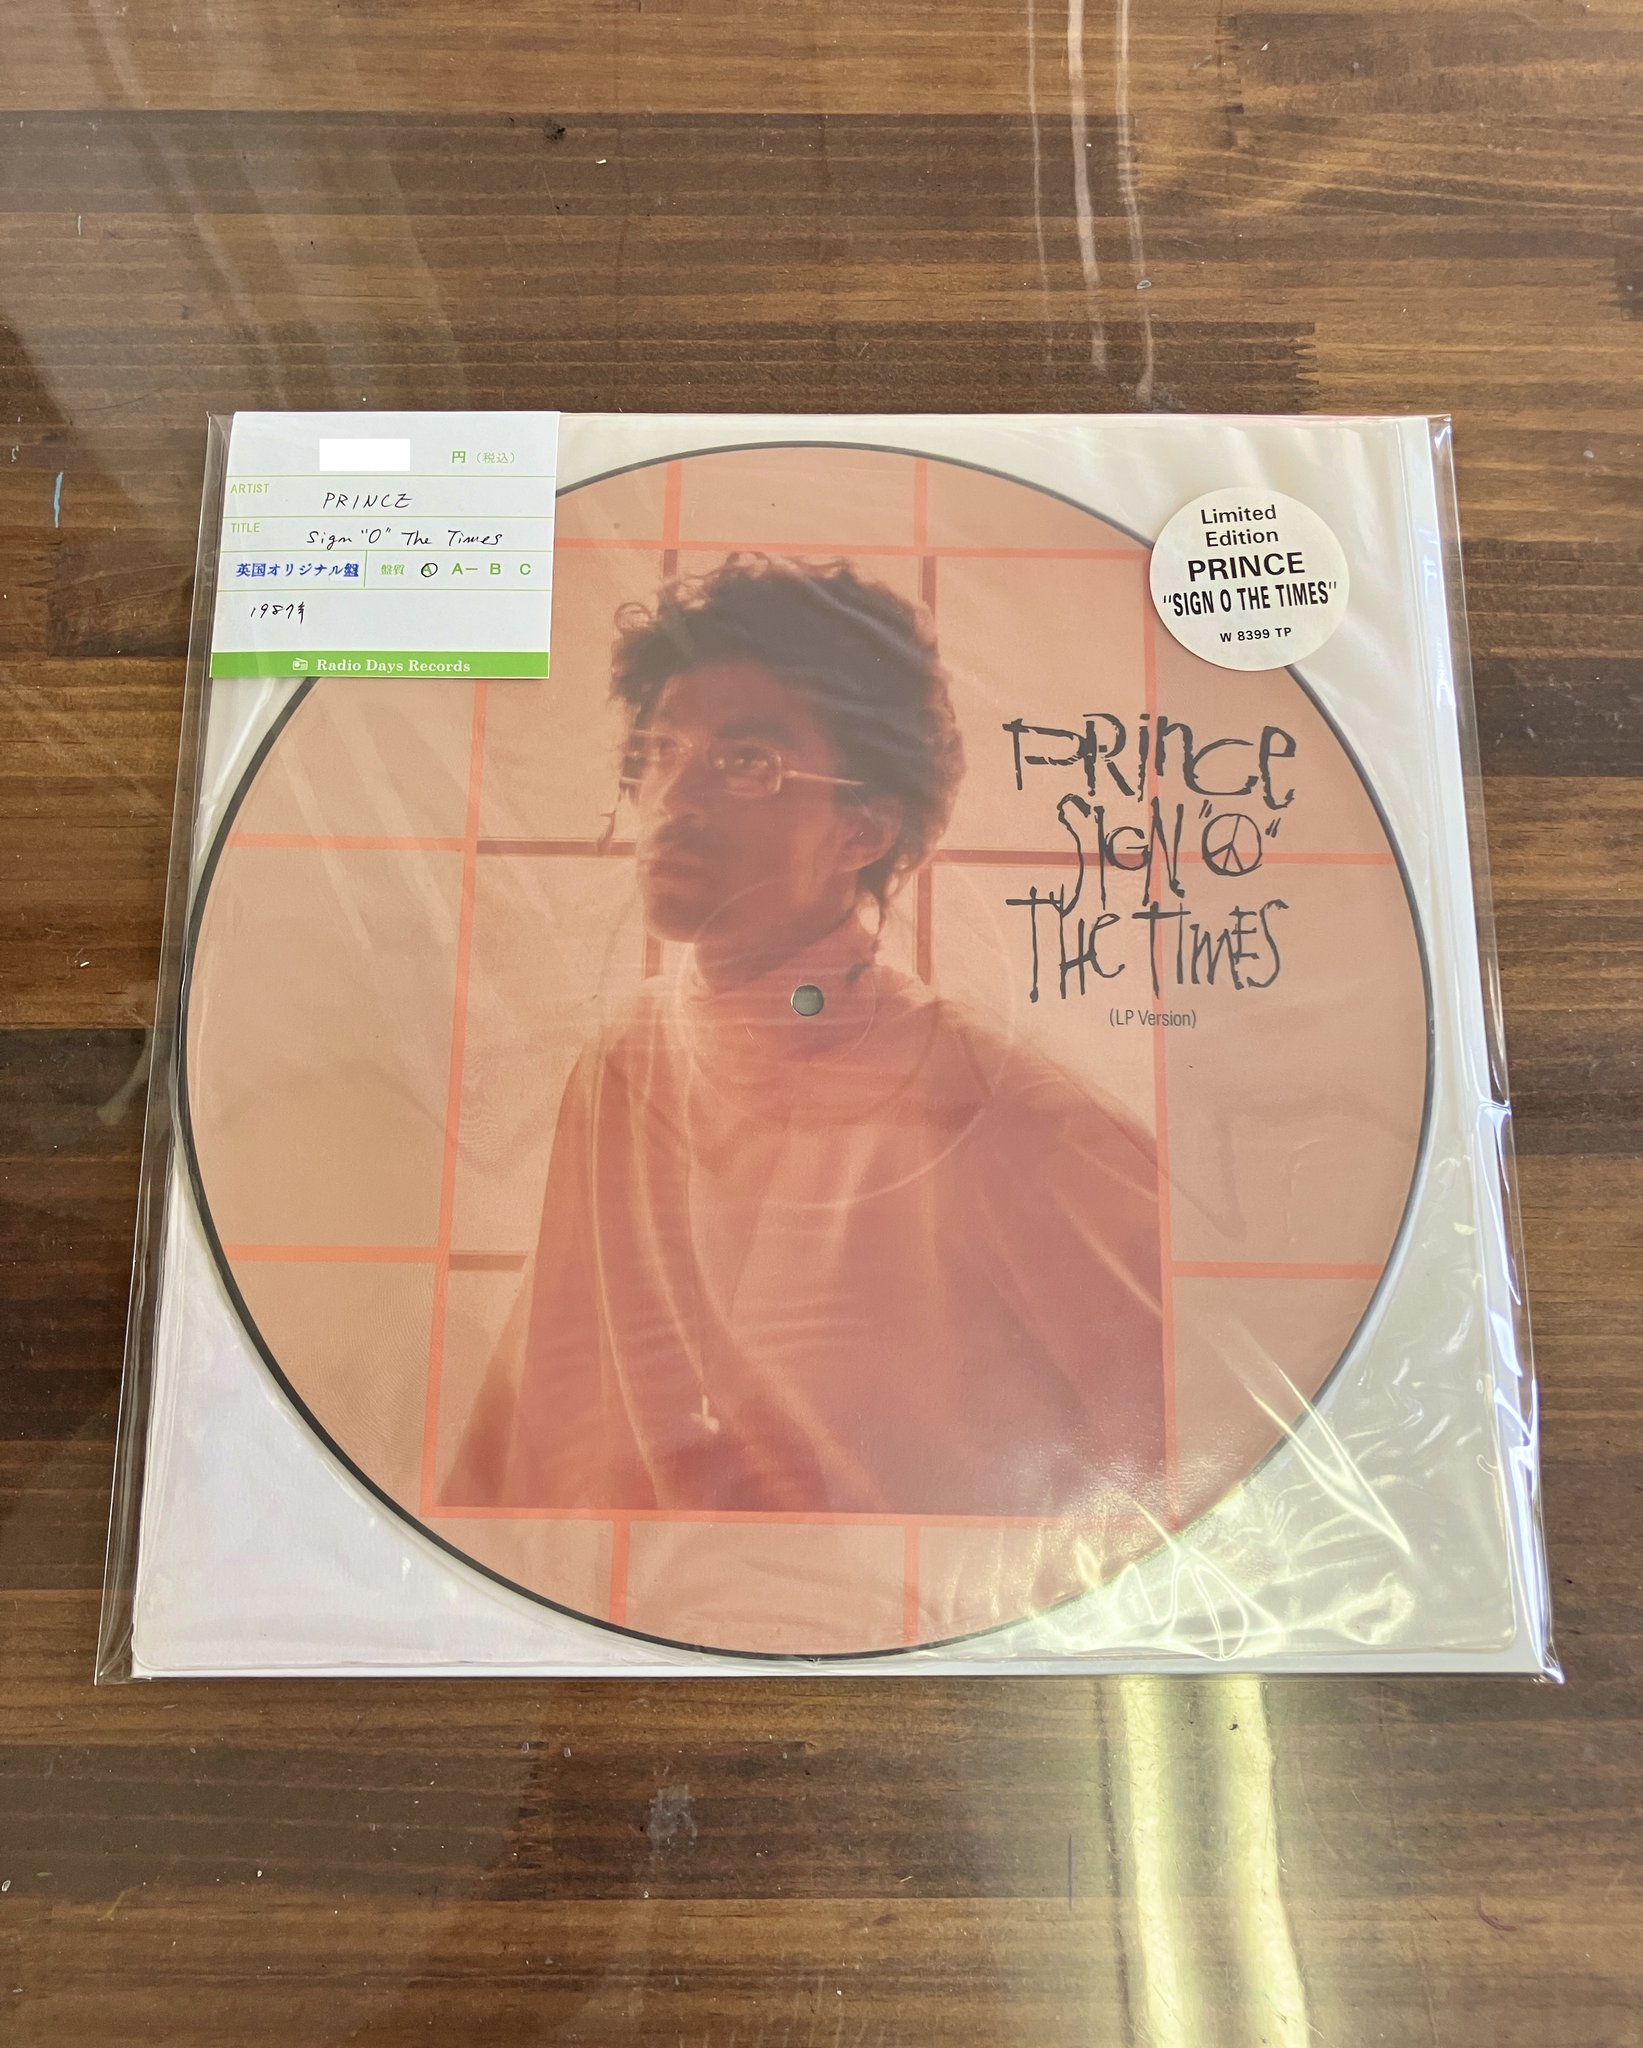 円(税込)
ARTIST PRINCE
TITLE Sign "O" The Times
英国オリジナル盤 盤質 A A- B C
1987年
Radio Days Records
Limited
Edition
PRINCE
"SIGN O THE TIMES"
W 8399 TP
PRINCE
SIGN "☮"
THE TIMES
(LP Version)